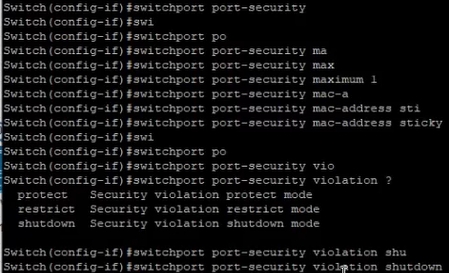 Switch(config-if)#switchport port-security
Switch(config-if)#swi
Switch(config-if)#switchport po
Switch(config-if)#switchport port-security ma
Switch(config-if)#switchport port-security max
Switch(config-if)#switchport port-security maximum 1
Switch(config-if)#switchport port-security mac-a
Switch(config-if)#switchport port-security mac-address sti
Switch(config-if)#switchport port-security mac-address sticky
Switch(config-if)#swi
Switch(config-if)#switchport po
Switch(config-if)#switchport port-security vio
Switch(config-if)#switchport port-security violation ?
protect Security violation protect mode
restrict Security violation restrict mode
shutdown Security violation shutdown mode
Switch(config-if)#switchport port-security violation shu
Switch(config-if)#switchport port-security violation shutdown